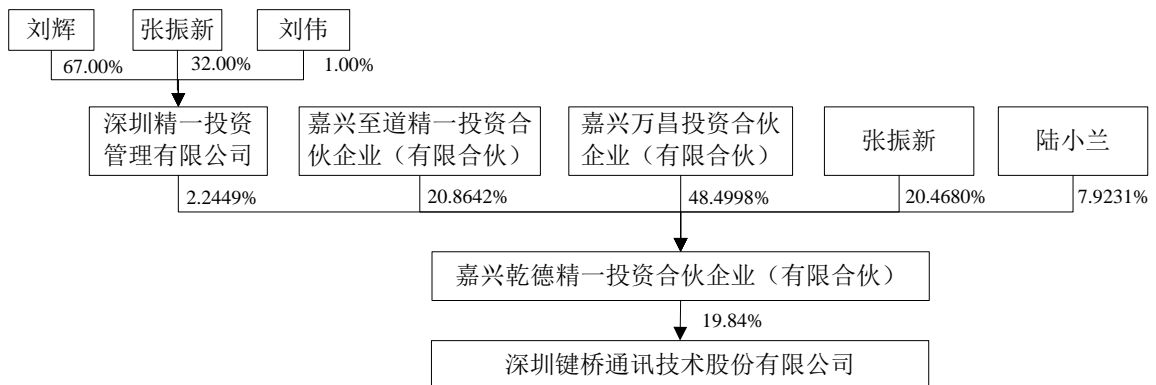 刘辉
张振新
刘伟
67.00%
32.00%
1.00%
深圳精一投资
管理有限公司
嘉兴至道精一投资合
伙企业（有限合伙）
嘉兴万昌投资合伙
企业（有限合伙）
张振新
陆小兰
2.2449%
20.8642%
48.4998%
20.4680%
7.9231%
嘉兴乾德精一投资合伙企业（有限合伙）
19.84%
深圳键桥通讯技术股份有限公司